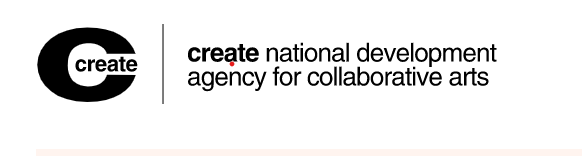 create
create national development
agency for collaborative arts